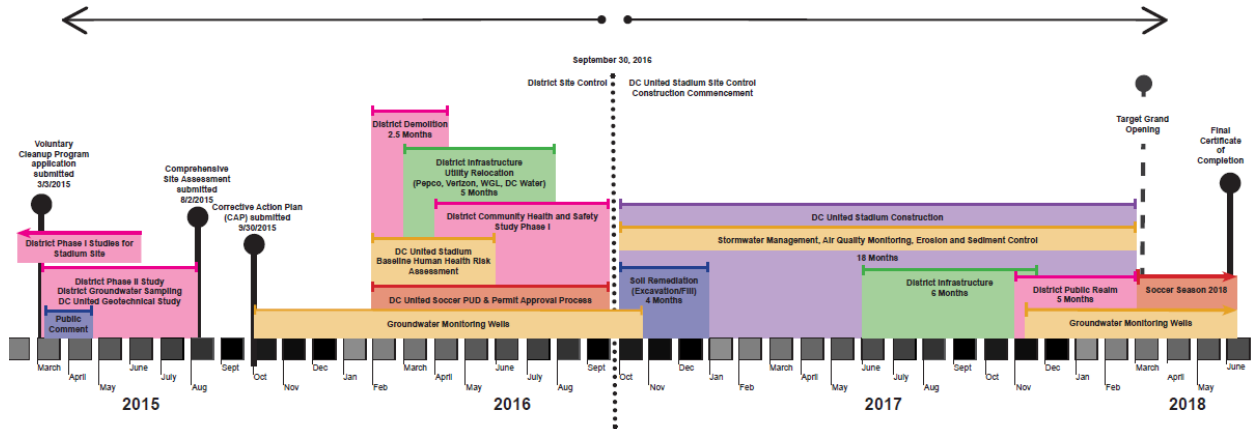 September 30, 2016
District Site Control
DC United Stadium Site Control
Construction Commencement
Voluntary
Cleanup Program
application
submitted
3/3/2015
Comprehensive
Site Assessment
submitted
8/2/2015
Corrective Action Plan
(CAP) submitted
9/30/2015
District Demolition
2.5 Months
District Infrastructure
Utility Relocation
(Pepco, Verizon, WGL, DC Water)
5 Months
District Community Health and Safety
Study Phase I
DC United Stadium
Baseline Human Health Risk
Assessment
DC United Soccer PUD & Permit Approval Process
District Phase I Studies for
Stadium Site
District Phase II Study
District Groundwater Sampling
DC United Geotechnical Study
Public
Comment
Groundwater Monitoring Wells
Target Grand
Opening
Final
Certificate
of
Completion
DC United Stadium Construction
Stormwater Management, Air Quality Monitoring, Erosion and Sediment Control
18 Months
Soil Remediation
(Excavation/Fill)
4 Months
District Infrastructure
6 Months
District Public Realm
5 Months
Soccer Season 2018
Groundwater Monitoring Wells
March April May June July Aug Sept Oct Nov Dec Jan Feb March April May June July Aug Sept Oct Nov Dec Jan Feb March April May June July Aug Sept Oct Nov Dec Jan Feb March April May June
2015 2016 2017 2018